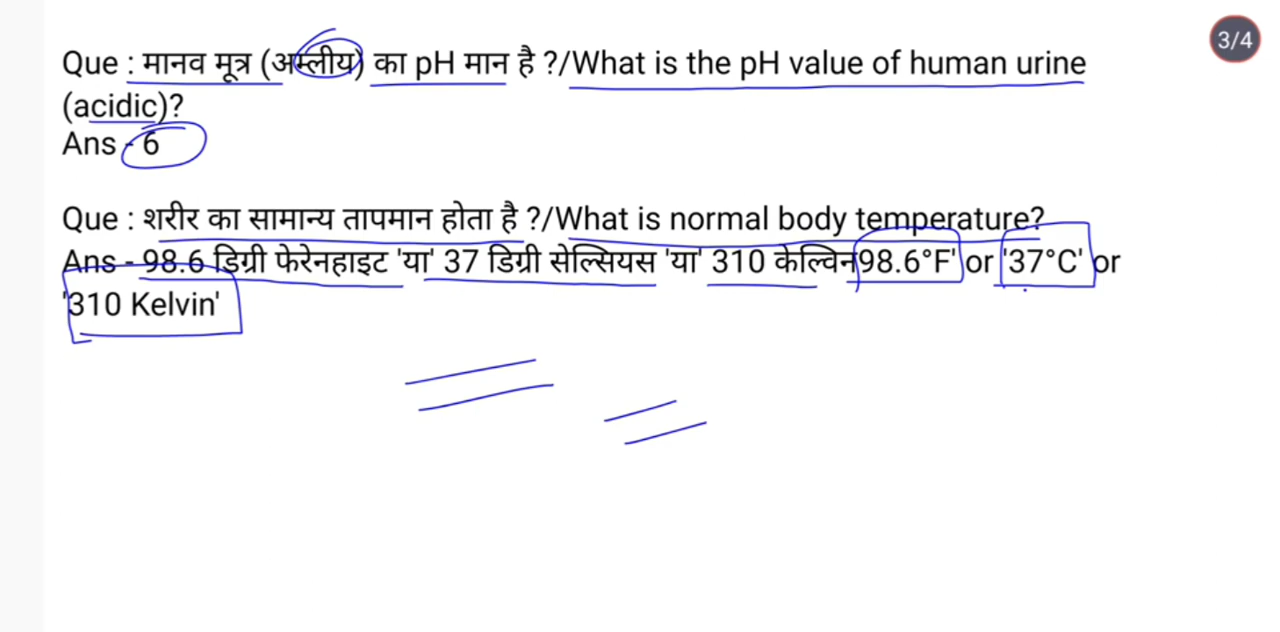 3/4
Que : मानव मूत्र (अम्लीय) का pH मान है ?/What is the pH value of human urine
(acidic)?
Ans - 6
Que : शरीर का सामान्य तापमान होता है ?/What is normal body temperature?
Ans - 98.6 डिग्री फेरेनहाइट 'या' 37 डिग्री सेल्सियस 'या' 310 केल्विन98.6°F' or '37°C' or
'310 Kelvin'